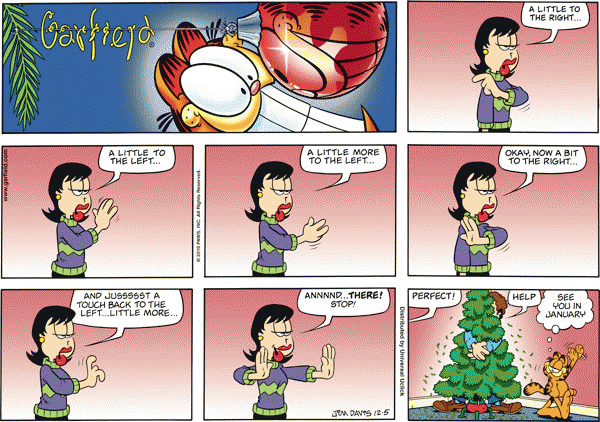 Garfield®
A LITTLE TO
THE RIGHT...
www.garfield.com
A LITTLE TO
THE LEFT...
© 2010 PAWS, INC. All Rights Reserved.
A LITTLE MORE
TO THE LEFT...
OKAY, NOW A BIT
TO THE RIGHT...
AND JUSSSSST A
TOUCH BACK TO THE
LEFT...LITTLE MORE...
ANNNND...THERE!
STOP!
JIM DAVIS 12-5
Distributed by Universal Uclick
PERFECT!
HELP
SEE
YOU IN
JANUARY